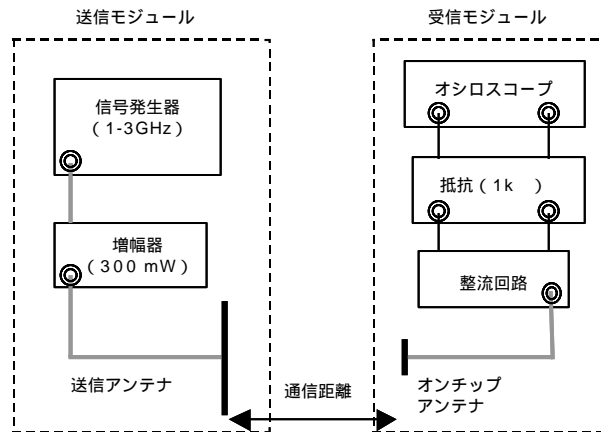 送信モジュール
信号発生器
(1-3GHz)
増幅器
(300 mW)
送信アンテナ
通信距離
受信モジュール
オシロスコープ
抵抗(1k )
整流回路
オンチップ
アンテナ